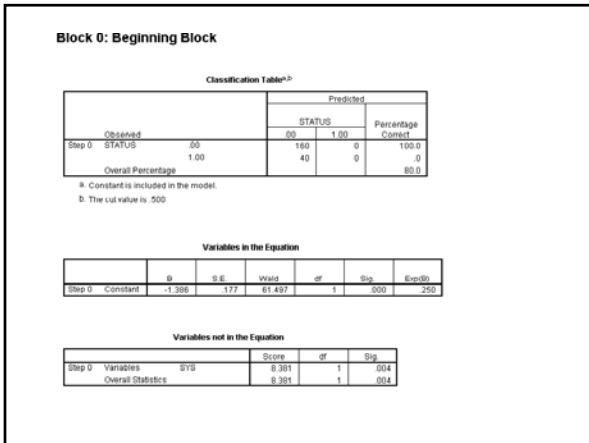 Block 0: Beginning Block
Classification Table a,b
Predicted
STATUS Percentage
Observed .00 1.00 Correct
Step 0 STATUS .00 160 0 100.0
1.00 40 0 .0
Overall Percentage 80.0
a. Constant is included in the model.
b. The cut value is .500
Variables in the Equation
B S.E. Wald df Sig. Exp(B)
Step 0 Constant -1.386 .177 61.497 1 .000 .250
Variables not in the Equation
Score df Sig.
Step 0 Variables SYS 8.381 1 .004
Overall Statistics 8.381 1 .004